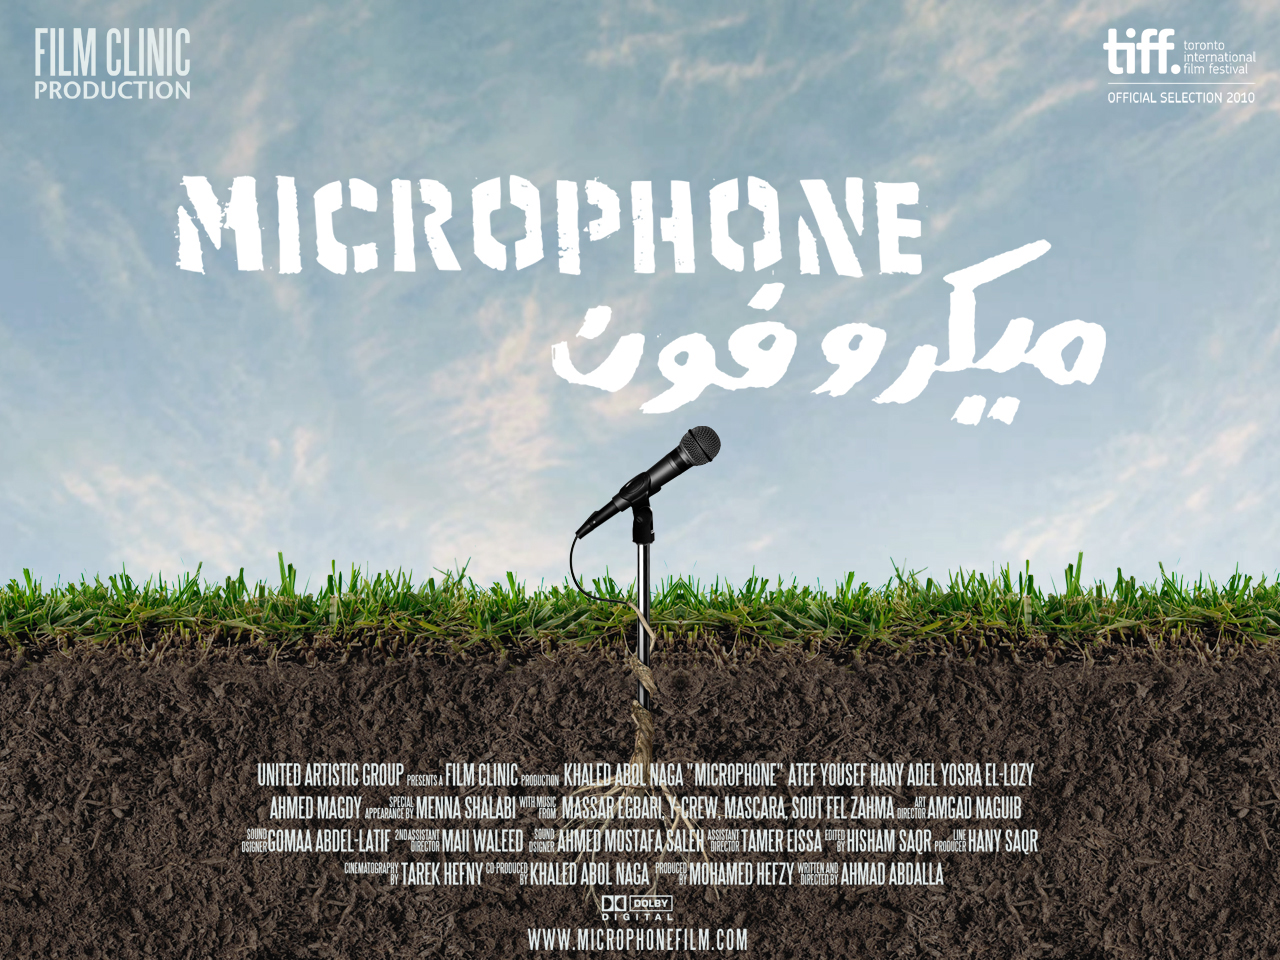 FILM CLINIC
PRODUCTION
tiff. toronto
international
film festival
OFFICIAL SELECTION 2010
MICROPHONE
ميكروفون
UNITED ARTISTIC GROUP PRESENTS A FILM CLINIC PRODUCTION KHALED ABOL NAGA "MICROPHONE" ATEF YOUSEF HANY ADEL YOSRA EL-LOZY
AHMED MAGDY SPECIAL APPEARANCE BY MENNA SHALABI WITH MUSIC FROM MASSAR EGBARI, Y-CREW, MASCARA, SOUT FEL ZAHMA ART DIRECTOR AMGAD NAGUIB
SOUND DSIGNER GOMAA ABDEL-LATIF 2ND ASSISTANT DIRECTOR MAII WALEED SOUND DSIGNER AHMED MOSTAFA SALEH ASSISTANT DIRECTOR TAMER EISSA EDITED BY HISHAM SAQR LINE PRODUCER HANY SAQR
CINEMATOGRAPHY BY TAREK HEFNY CO-PRODUCED BY KHALED ABOL NAGA PRODUCED BY MOHAMED HEFZY WRITTEN AND DIRECTED BY AHMAD ABDALLA
DOLBY
DIGITAL
WWW.MICROPHONEFILM.COM